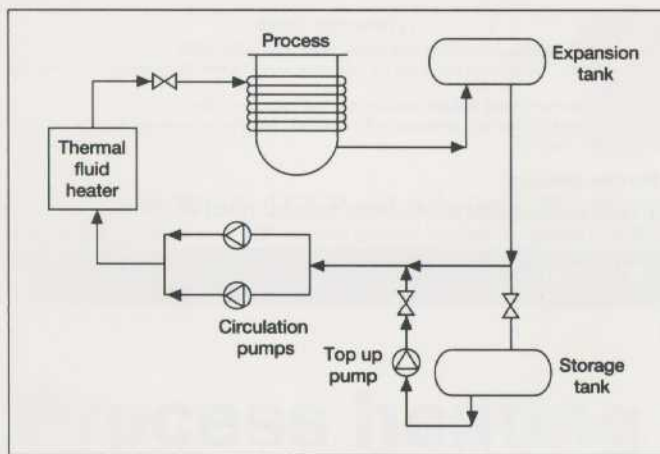 Process
Expansion
tank
Thermal
fluid
heater
Circulation
pumps
Top up
pump
Storage
tank